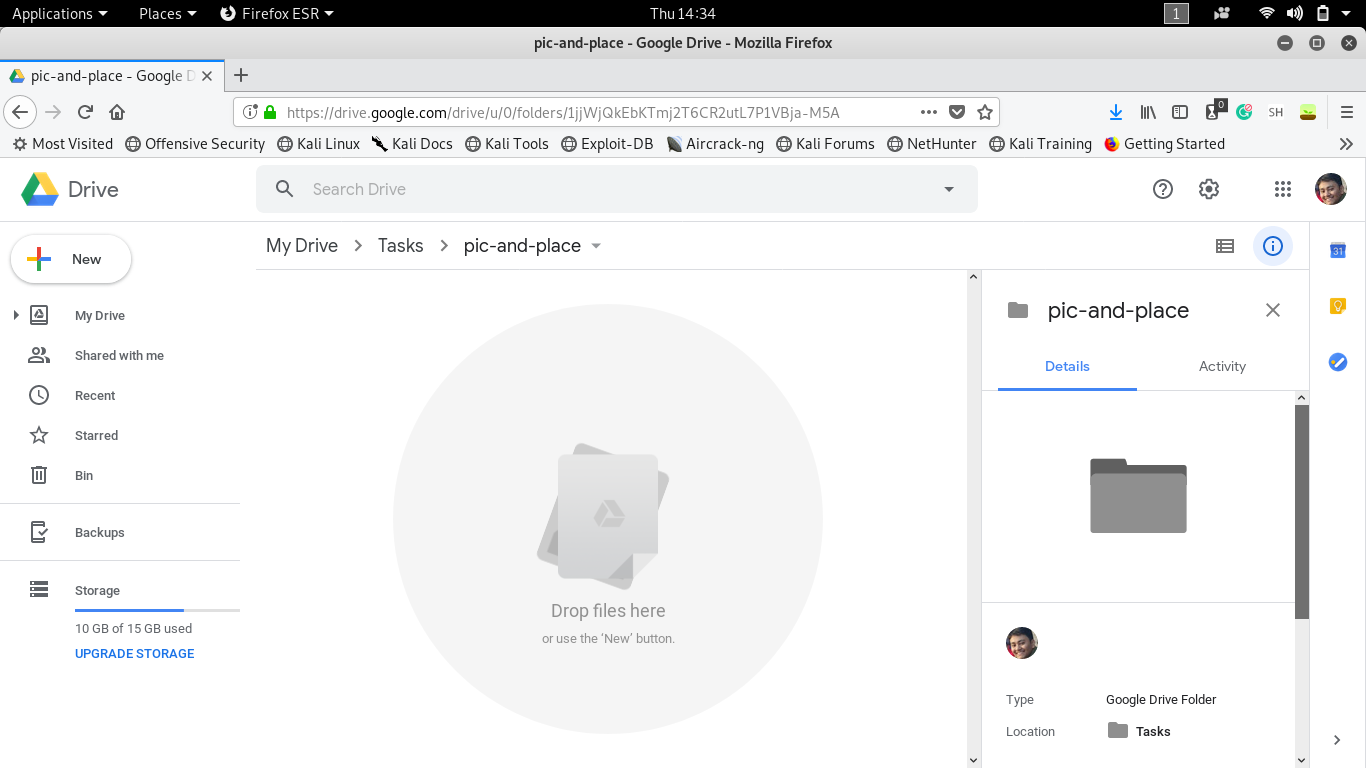 Applications Places Firefox ESR Thu 14:34 1
pic-and-place - Google Drive - Mozilla Firefox
pic-and-place - Google D
https://drive.google.com/drive/u/0/folders/1jjWjQkEbKTmj2T6CR2utL7P1VBja-M5A 0 SH
Most Visited Offensive Security Kali Linux Kali Docs Kali Tools Exploit-DB Aircrack-ng Kali Forums NetHunter Kali Training Getting Started
Drive Search Drive
New My Drive Tasks pic-and-place 31
My Drive
Shared with me
Recent
Starred
Bin
Backups
Storage
10 GB of 15 GB used
UPGRADE STORAGE
Drop files here
or use the ‘New’ button.
pic-and-place
Details Activity
Type Google Drive Folder
Location Tasks